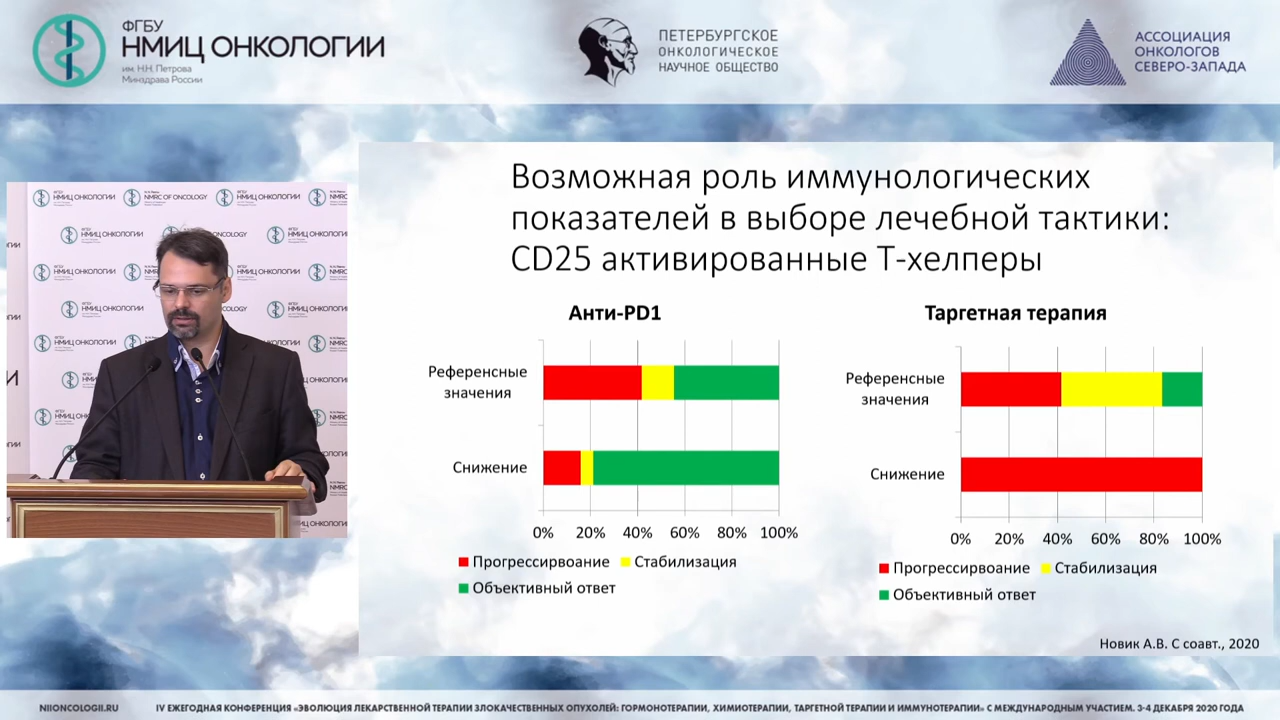 ФГБУ
НМИЦ ОНКОЛОГИИ
им. Н.Н. Петрова
Минздрава России
ПЕТЕРБУРГСКОЕ
ОНКОЛОГИЧЕСКОЕ
НАУЧНОЕ ОБЩЕСТВО
АССОЦИАЦИЯ
ОНКОЛОГОВ
СЕВЕРО-ЗАПАДА
Возможная роль иммунологических
показателей в выборе лечебной тактики:
CD25 активированные Т-хелперы
Анти-PD1
Референсные
значения
Снижение
0% 20% 40% 60% 80% 100%
Прогрессирвоание Стабилизация
Объективный ответ
Таргетная терапия
Референсные
значения
Снижение
0% 20% 40% 60% 80% 100%
Прогрессирвоание Стабилизация
Объективный ответ
Новик А.В. С соавт., 2020
NIIONCOLOGII.RU
IV ЕЖЕГОДНАЯ КОНФЕРЕНЦИЯ «ЭВОЛЮЦИЯ ЛЕКАРСТВЕННОЙ ТЕРАПИИ ЗЛОКАЧЕСТВЕННЫХ ОПУХОЛЕЙ: ГОРМОНОТЕРАПИИ, ХИМИОТЕРАПИИ, ТАРГЕТНОЙ ТЕРАПИИ И ИММУНОТЕРАПИИ» С МЕЖДУНАРОДНЫМ УЧАСТИЕМ. 3-4 ДЕКАБРЯ 2020 ГОДА